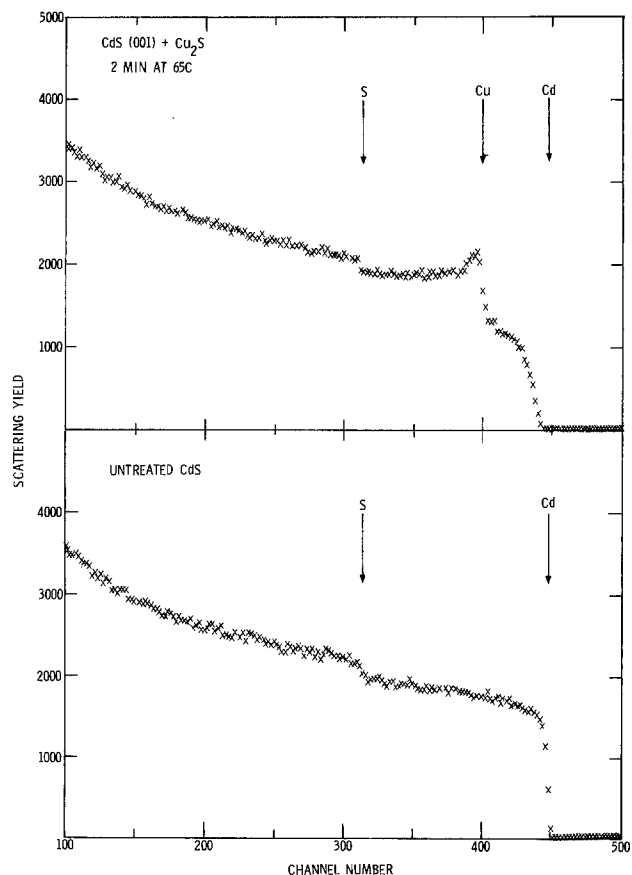 5000
CdS (001) + Cu₂S
2 MIN AT 65C
4000
S
Cu
Cd
3000
2000
1000
SCATTERING YIELD
UNTREATED CdS
S
Cd
4000
3000
2000
1000
100
200
300
400
500
CHANNEL NUMBER